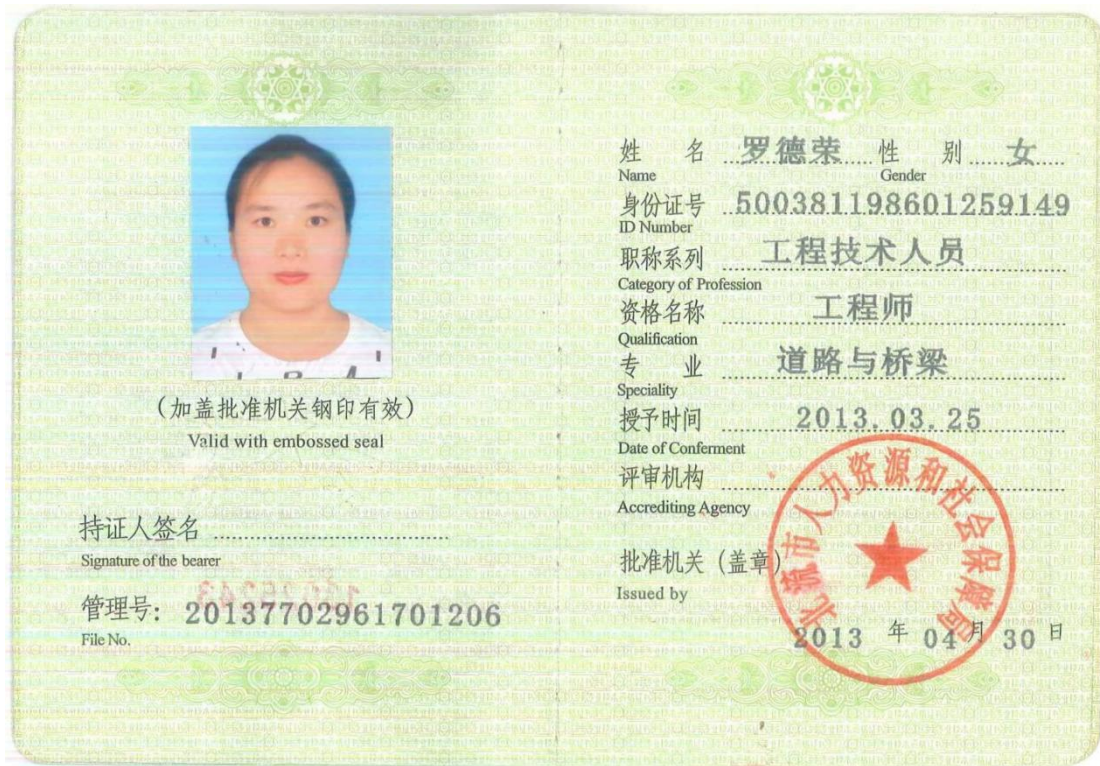 (加盖批准机关钢印有效)
Valid with embossed seal
持证人签名
Signature of the bearer
管理号: 20137702961701206
File No.
姓 名 罗德荣 性 别 女
Name Gender
身份证号 500381198601259149
ID Number
职称系列 工程技术人员
Category of Profession
资格名称 工程师
Qualification
专 业 道路与桥梁
Speciality
授予时间 2013.03.25
Date of Conferment
评审机构
Accrediting Agency
批准机关(盖章)
Issued by
北流市人力资源和社会保障局
2013 年 04 月 30 日